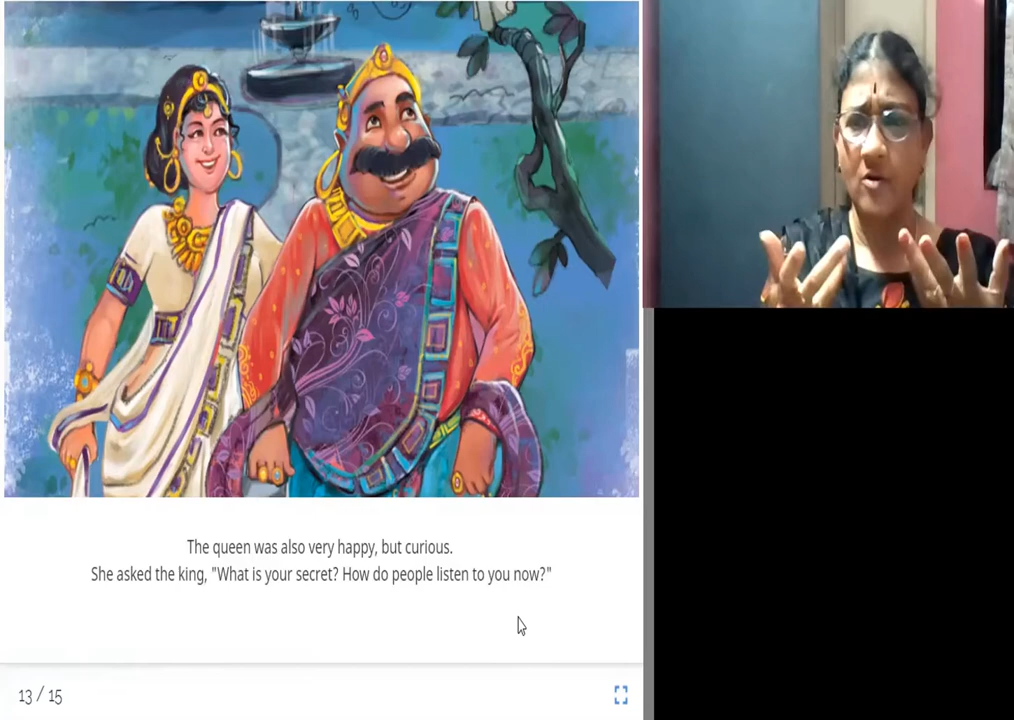 The queen was also very happy, but curious.
She asked the king, "What is your secret? How do people listen to you now?"
13 / 15